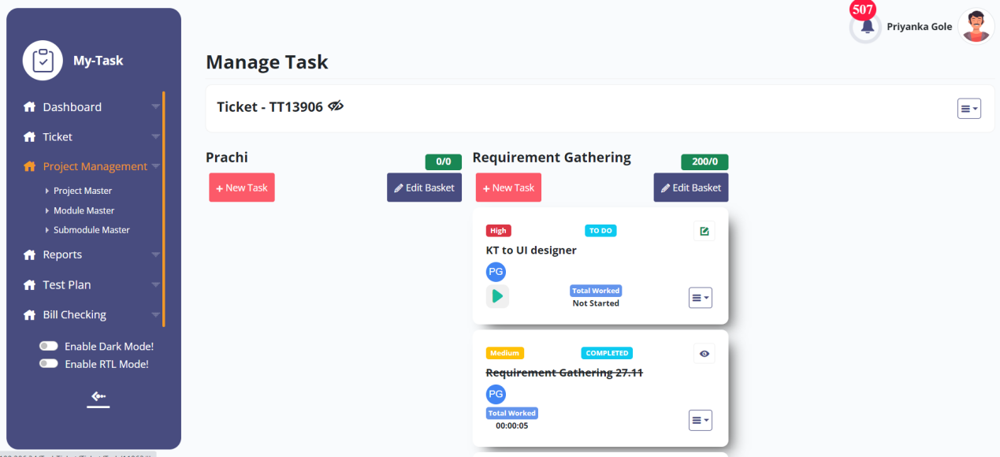 507
Priyanka Gole
My-Task
Manage Task
Dashboard
Ticket
Project Management
Project Master
Module Master
Submodule Master
Reports
Test Plan
Bill Checking
Enable Dark Mode!
Enable RTL Mode!
Ticket - TT13906
Prachi
0/0
+ New Task
Edit Basket
Requirement Gathering
200/0
+ New Task
Edit Basket
High
TO DO
KT to UI designer
PG
Total Worked
Not Started
Medium
COMPLETED
Requirement Gathering 27.11
PG
Total Worked
00:00:05